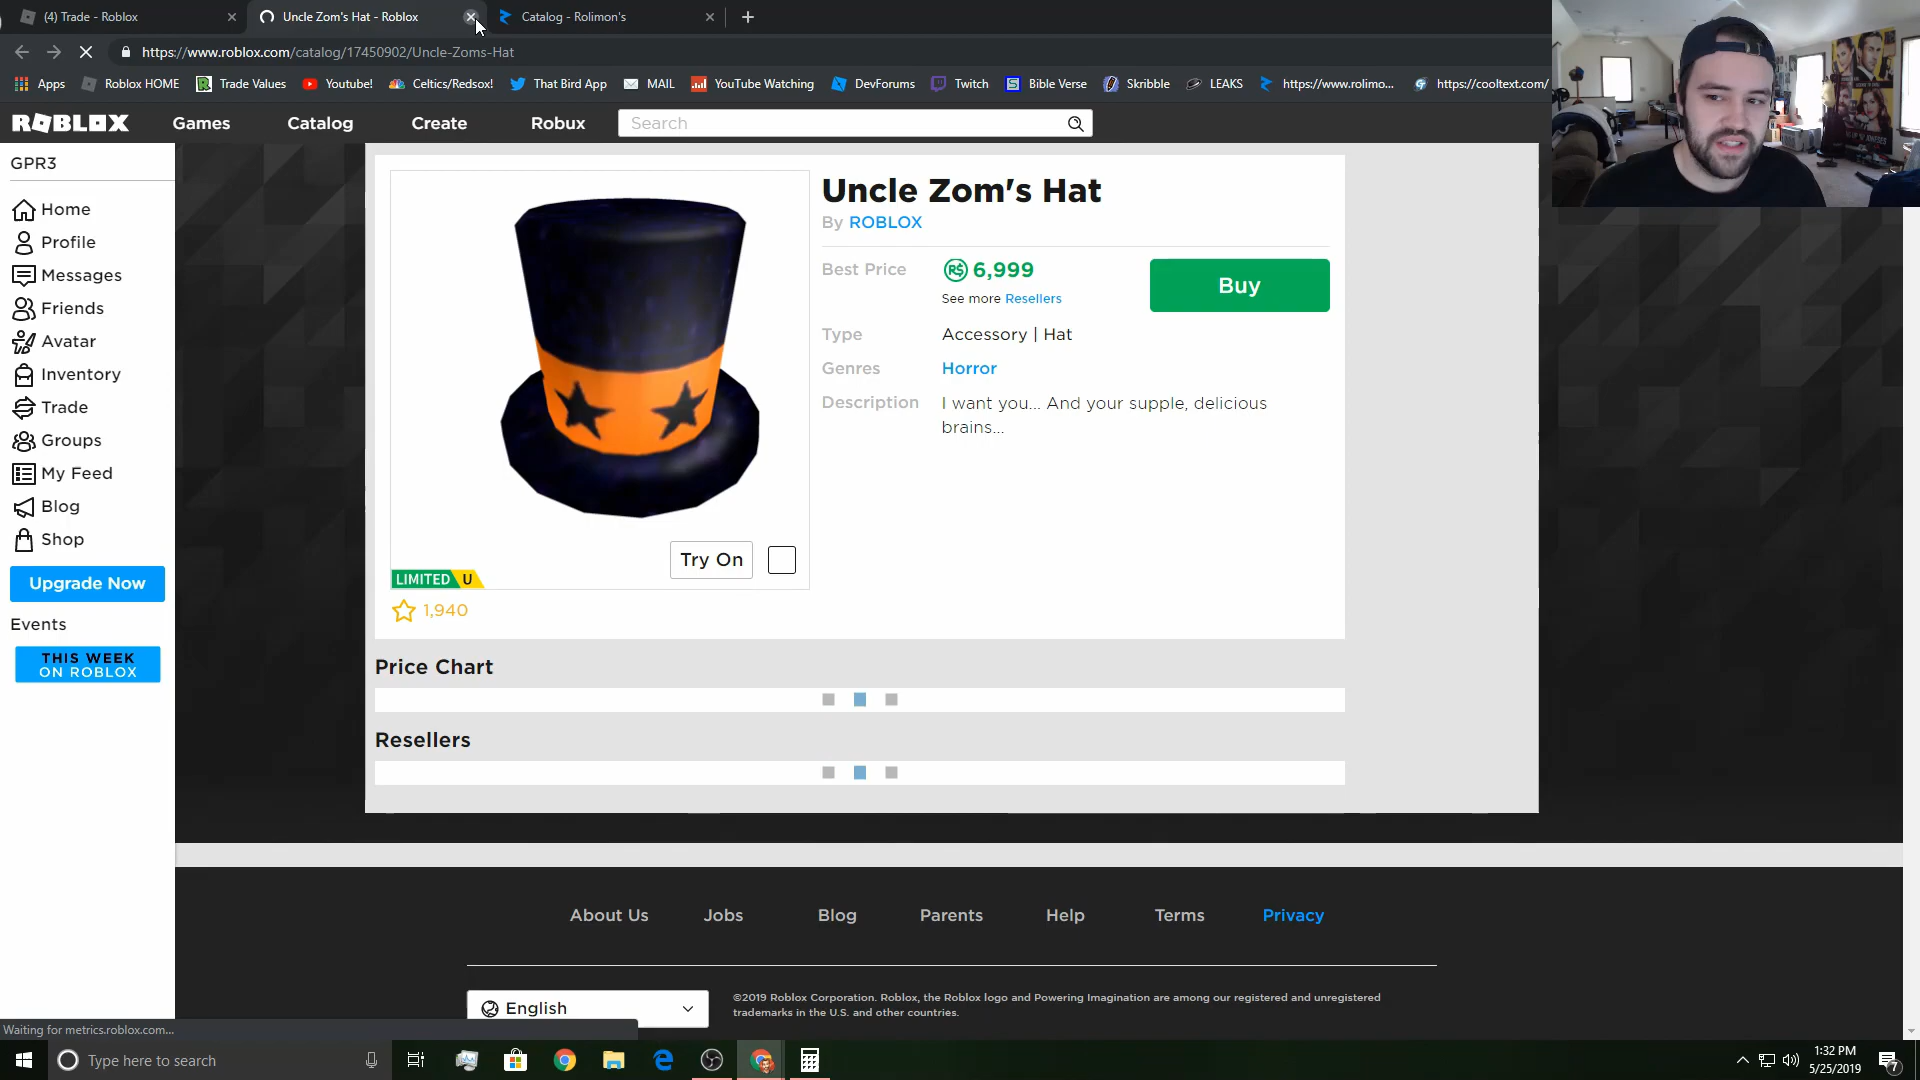 (4) Trade - Roblox
Uncle Zom's Hat - Roblox
Catalog - Rolimon's
https://www.roblox.com/catalog/17450902/Uncle-Zoms-Hat
Apps
Roblox HOME
Trade Values
Youtube!
Celtics/Redsox!
That Bird App
MAIL
YouTube Watching
DevForums
Twitch
Bible Verse
Skribble
LEAKS
https://www.rolimo...
https://cooltext.com/
ROBLOX
Games
Catalog
Create
Robux
Search
GPR3
Home
Profile
Messages
Friends
Avatar
Inventory
Trade
Groups
My Feed
Blog
Shop
Upgrade Now
Events
THIS WEEK
ON ROBLOX
Uncle Zom's Hat
By ROBLOX
Best Price
R$ 6,999
See more Resellers
Buy
Type
Accessory | Hat
Genres
Horror
Description
I want you... And your supple, delicious
brains...
Try On
LIMITED U
1,940
Price Chart
Resellers
About Us
Jobs
Blog
Parents
Help
Terms
Privacy
English
©2019 Roblox Corporation. Roblox, the Roblox logo and Powering Imagination are among our registered and unregistered
trademarks in the U.S. and other countries.
Waiting for metrics.roblox.com...
Type here to search
1:32 PM
5/25/2019
7